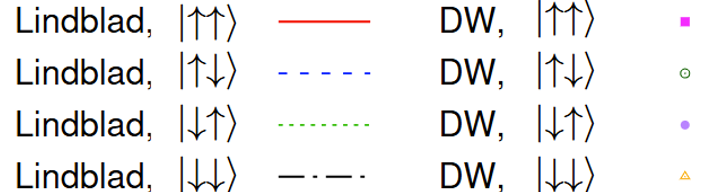 Lindblad, |↑↑⟩ DW, |↑↑⟩
Lindblad, |↑↓⟩ DW, |↑↓⟩
Lindblad, |↓↑⟩ DW, |↓↑⟩
Lindblad, |↓↓⟩ DW, |↓↓⟩